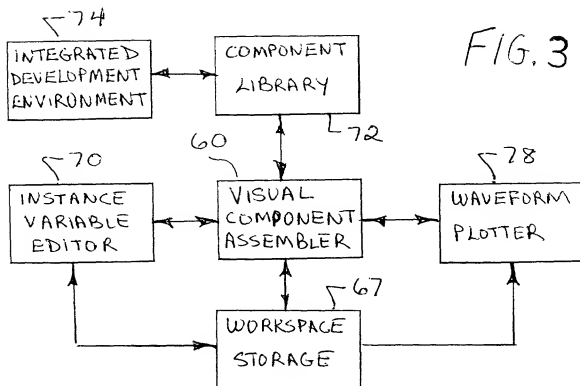 74
INTEGRATED
DEVELOPMENT
ENVIRONMENT
COMPONENT
LIBRARY
72
FIG. 3
70
INSTANCE
VARIABLE
EDITOR
60
VISUAL
COMPONENT
ASSEMBLER
78
WAVEFORM
PLOTTER
67
WORKSPACE
STORAGE